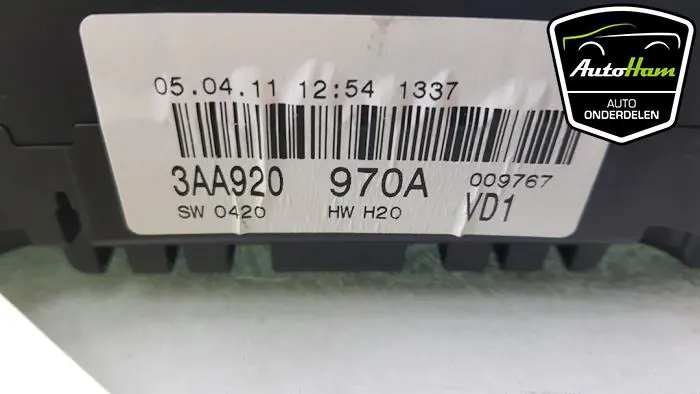 05.04.11 12:54 1337
3AA920 970A 009767
SW 0420 HW H20 VD1
AutoHam
AUTO
ONDERDELEN